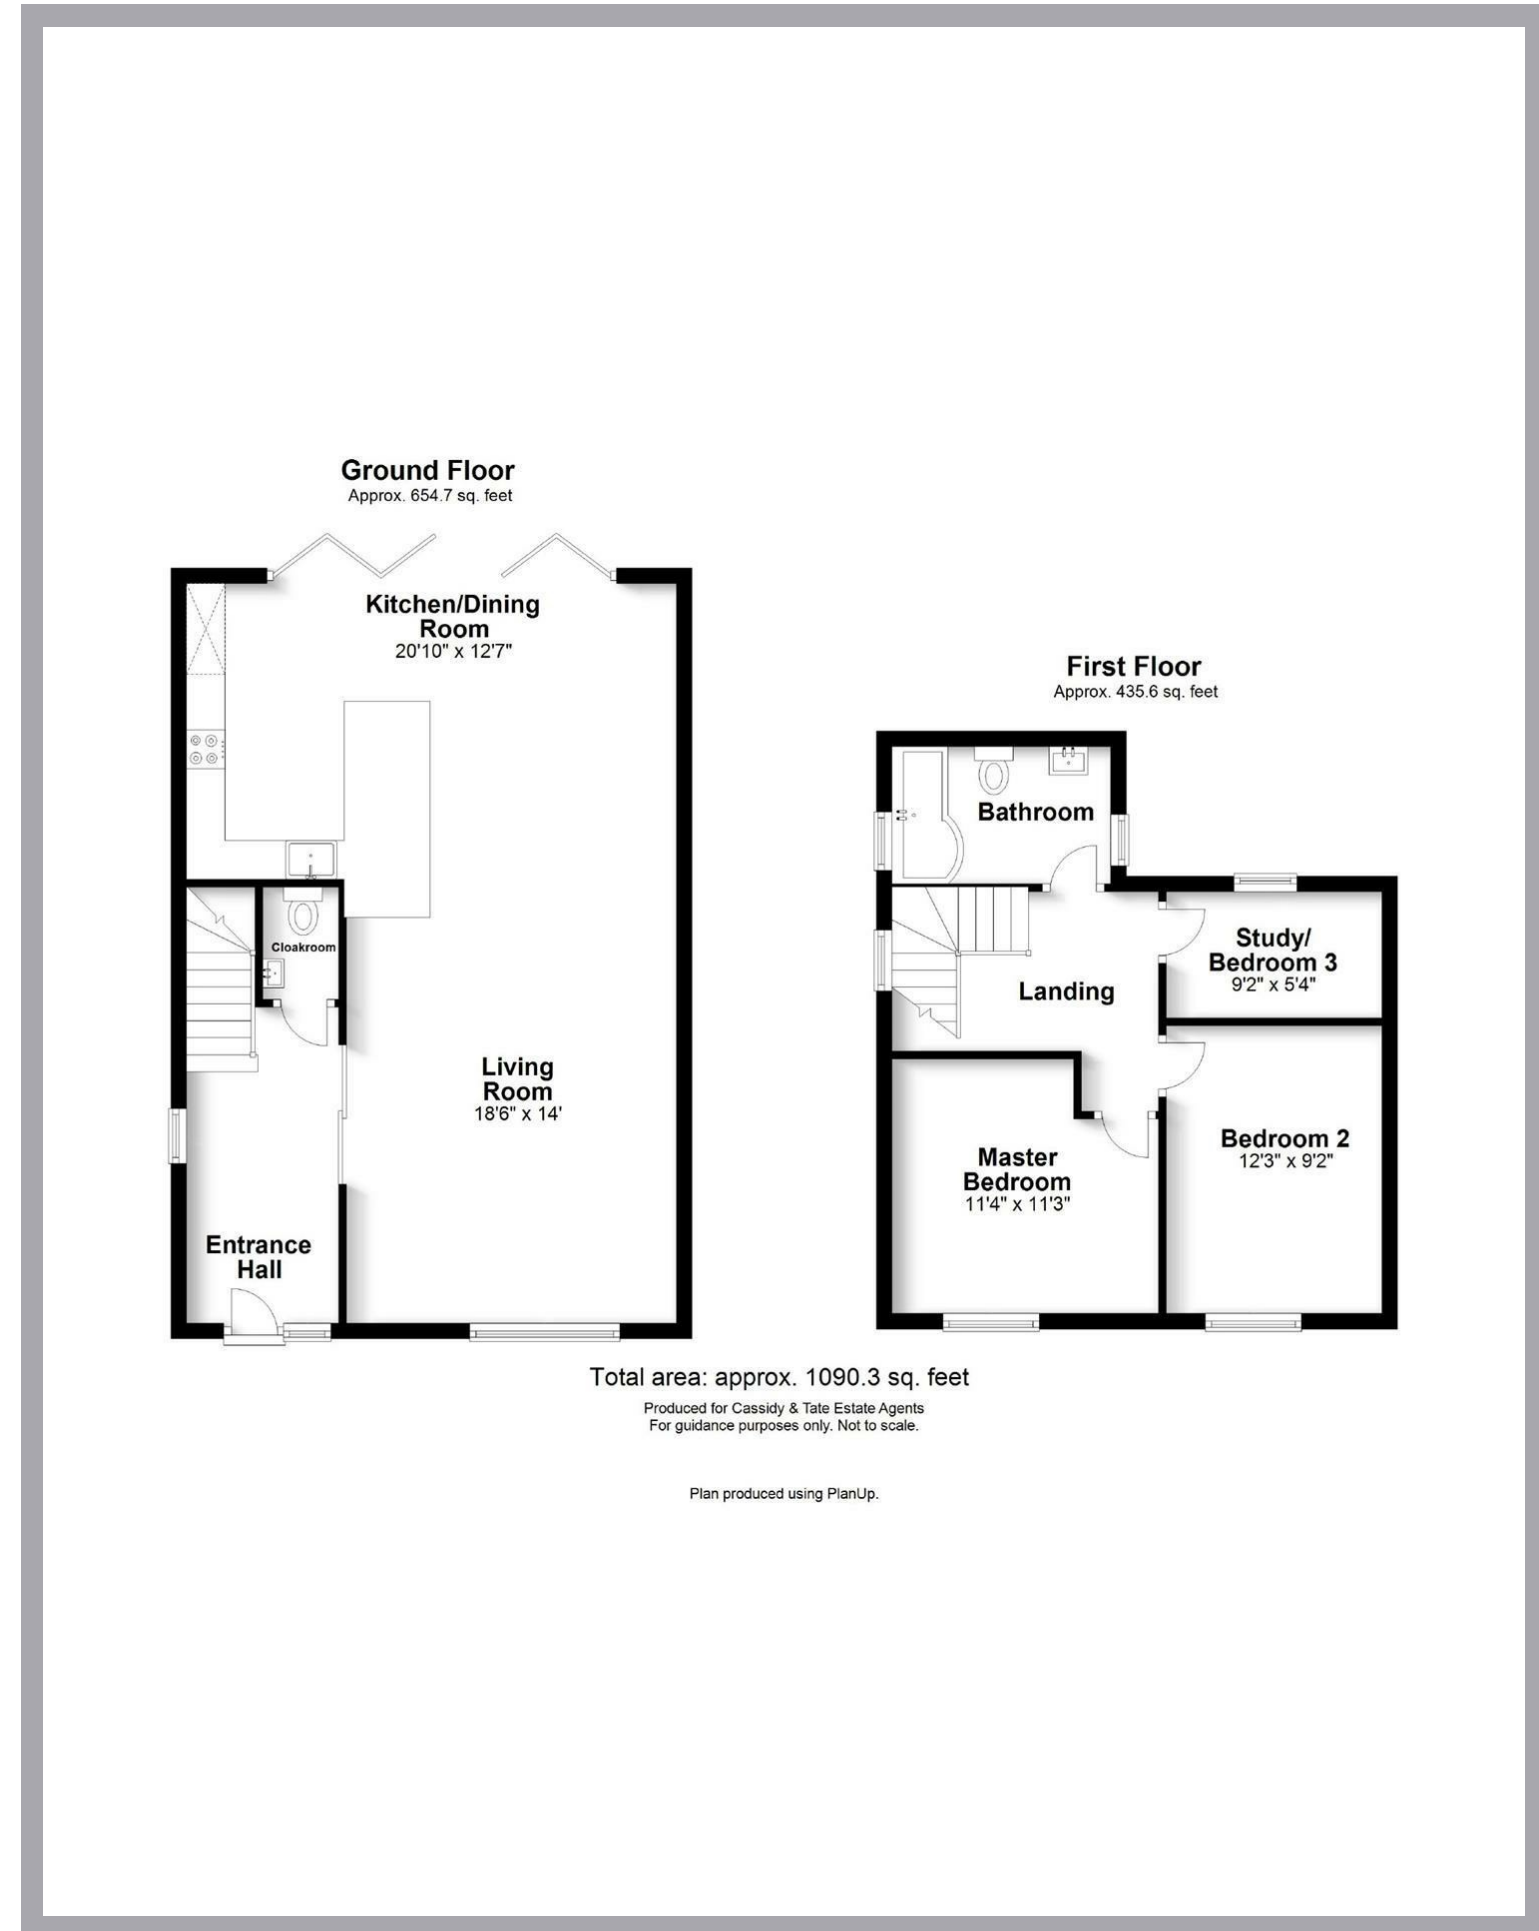 Ground Floor
Approx. 654.7 sq. feet
Kitchen/Dining
Room
20'10" x 12'7"
Cloakroom
Living
Room
18'6" x 14'
Entrance
Hall
First Floor
Approx. 435.6 sq. feet
Bathroom
Study/
Bedroom 3
9'2" x 5'4"
Landing
Master
Bedroom
11'4" x 11'3"
Bedroom 2
12'3" x 9'2"
Total area: approx. 1090.3 sq. feet
Produced for Cassidy & Tate Estate Agents
For guidance purposes only. Not to scale.
Plan produced using PlanUp.